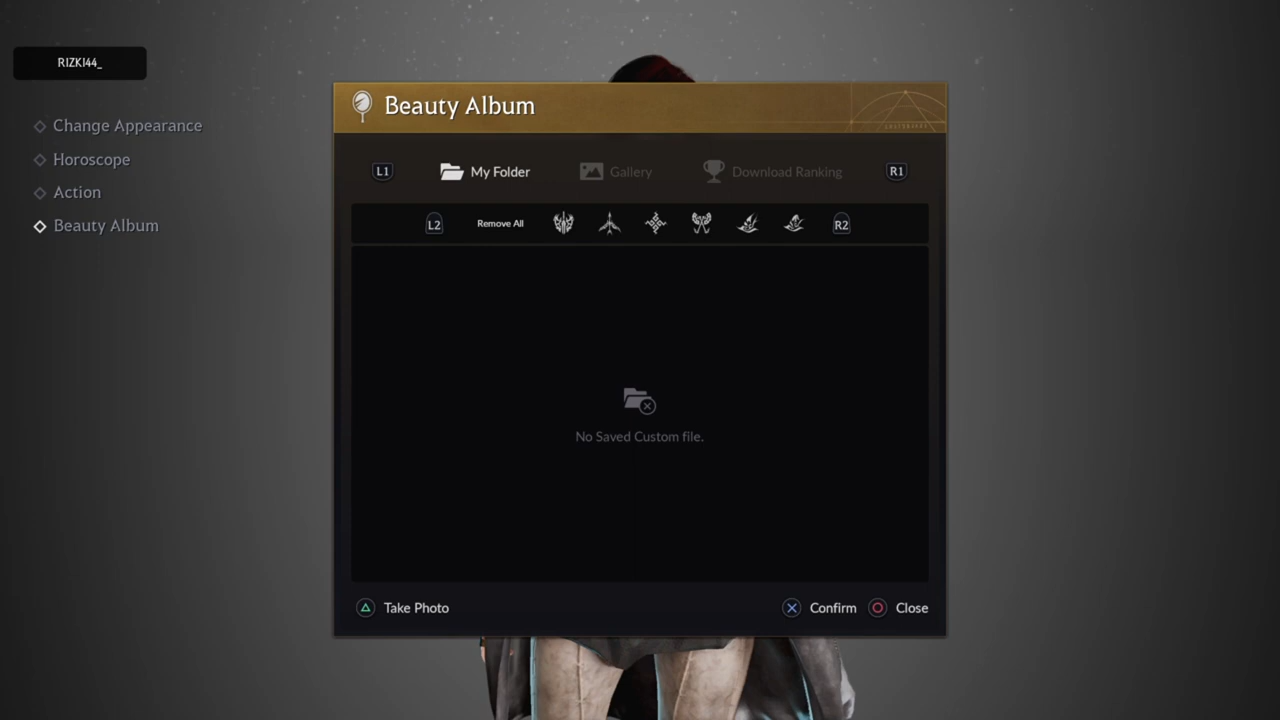 RIZKI44_
Change Appearance
Horoscope
Action
Beauty Album
Beauty Album
L1 My Folder Gallery Download Ranking R1
L2 Remove All R2
No Saved Custom file.
Take Photo Confirm Close